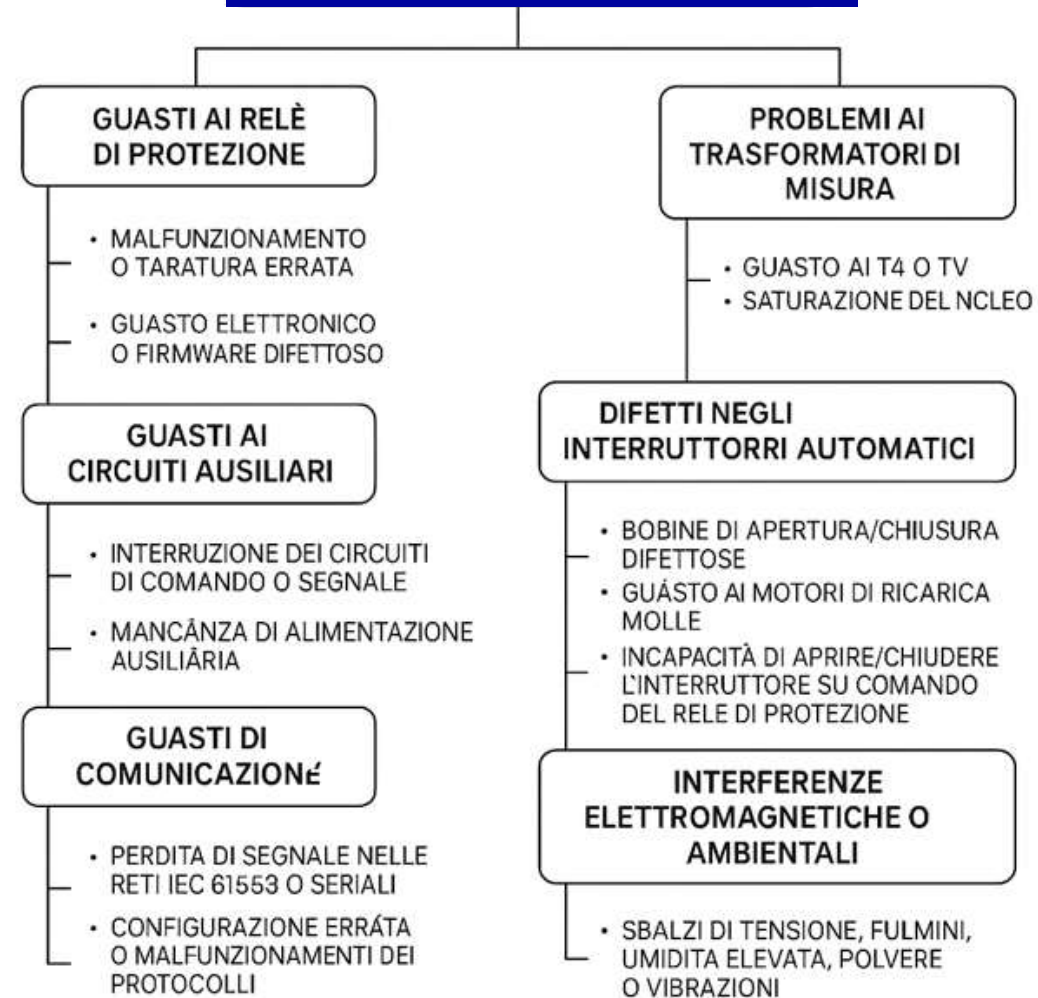 GUASTI AI RELÈ
DI PROTEZIONE
• MALFUNZIONAMENTO
O TARATURA ERRATA
• GUASTO ELETTRONICO
O FIRMWARE DIFETTOSO
GUASTI AI
CIRCUITI AUSILIARI
• INTERRUZIONE DEI CIRCUITI
DI COMANDO O SEGNALE
• MANCÂNZA DI ALIMENTAZIONE
AUSILIÂRIA
GUASTI DI
COMUNICAZIONÉ
• PERDITA DI SEGNALE NELLE
RETI IEC 61553 O SERIALI
• CONFIGURAZIONE ERRÁTA
O MALFUNZIONAMENTI DEI
PROTOCOLLI
PROBLEMI AI
TRASFORMATORI DI
MISURA
• GUASTO AI T4 O TV
• SATURAZIONE DEL NCLEO
DIFETTI NEGLI
INTERRUTTORRI AUTOMATICI
• BOBINE DI APERTURA/CHIUSURA
DIFETTOSE
• GUÁSTO AI MOTORI DI RICARICA
MOLLE
• INCAPACITÀ DI APRIRE/CHIUDERE
L'INTERRUTTORE SU COMANDO
DEL RELE DI PROTEZIONE
INTERFERENZE
ELETTROMAGNETICHE O
AMBIENTALI
• SBALZI DI TENSIONE, FULMINI,
UMIDITA ELEVATA, POLVERE
O VIBRAZIONI